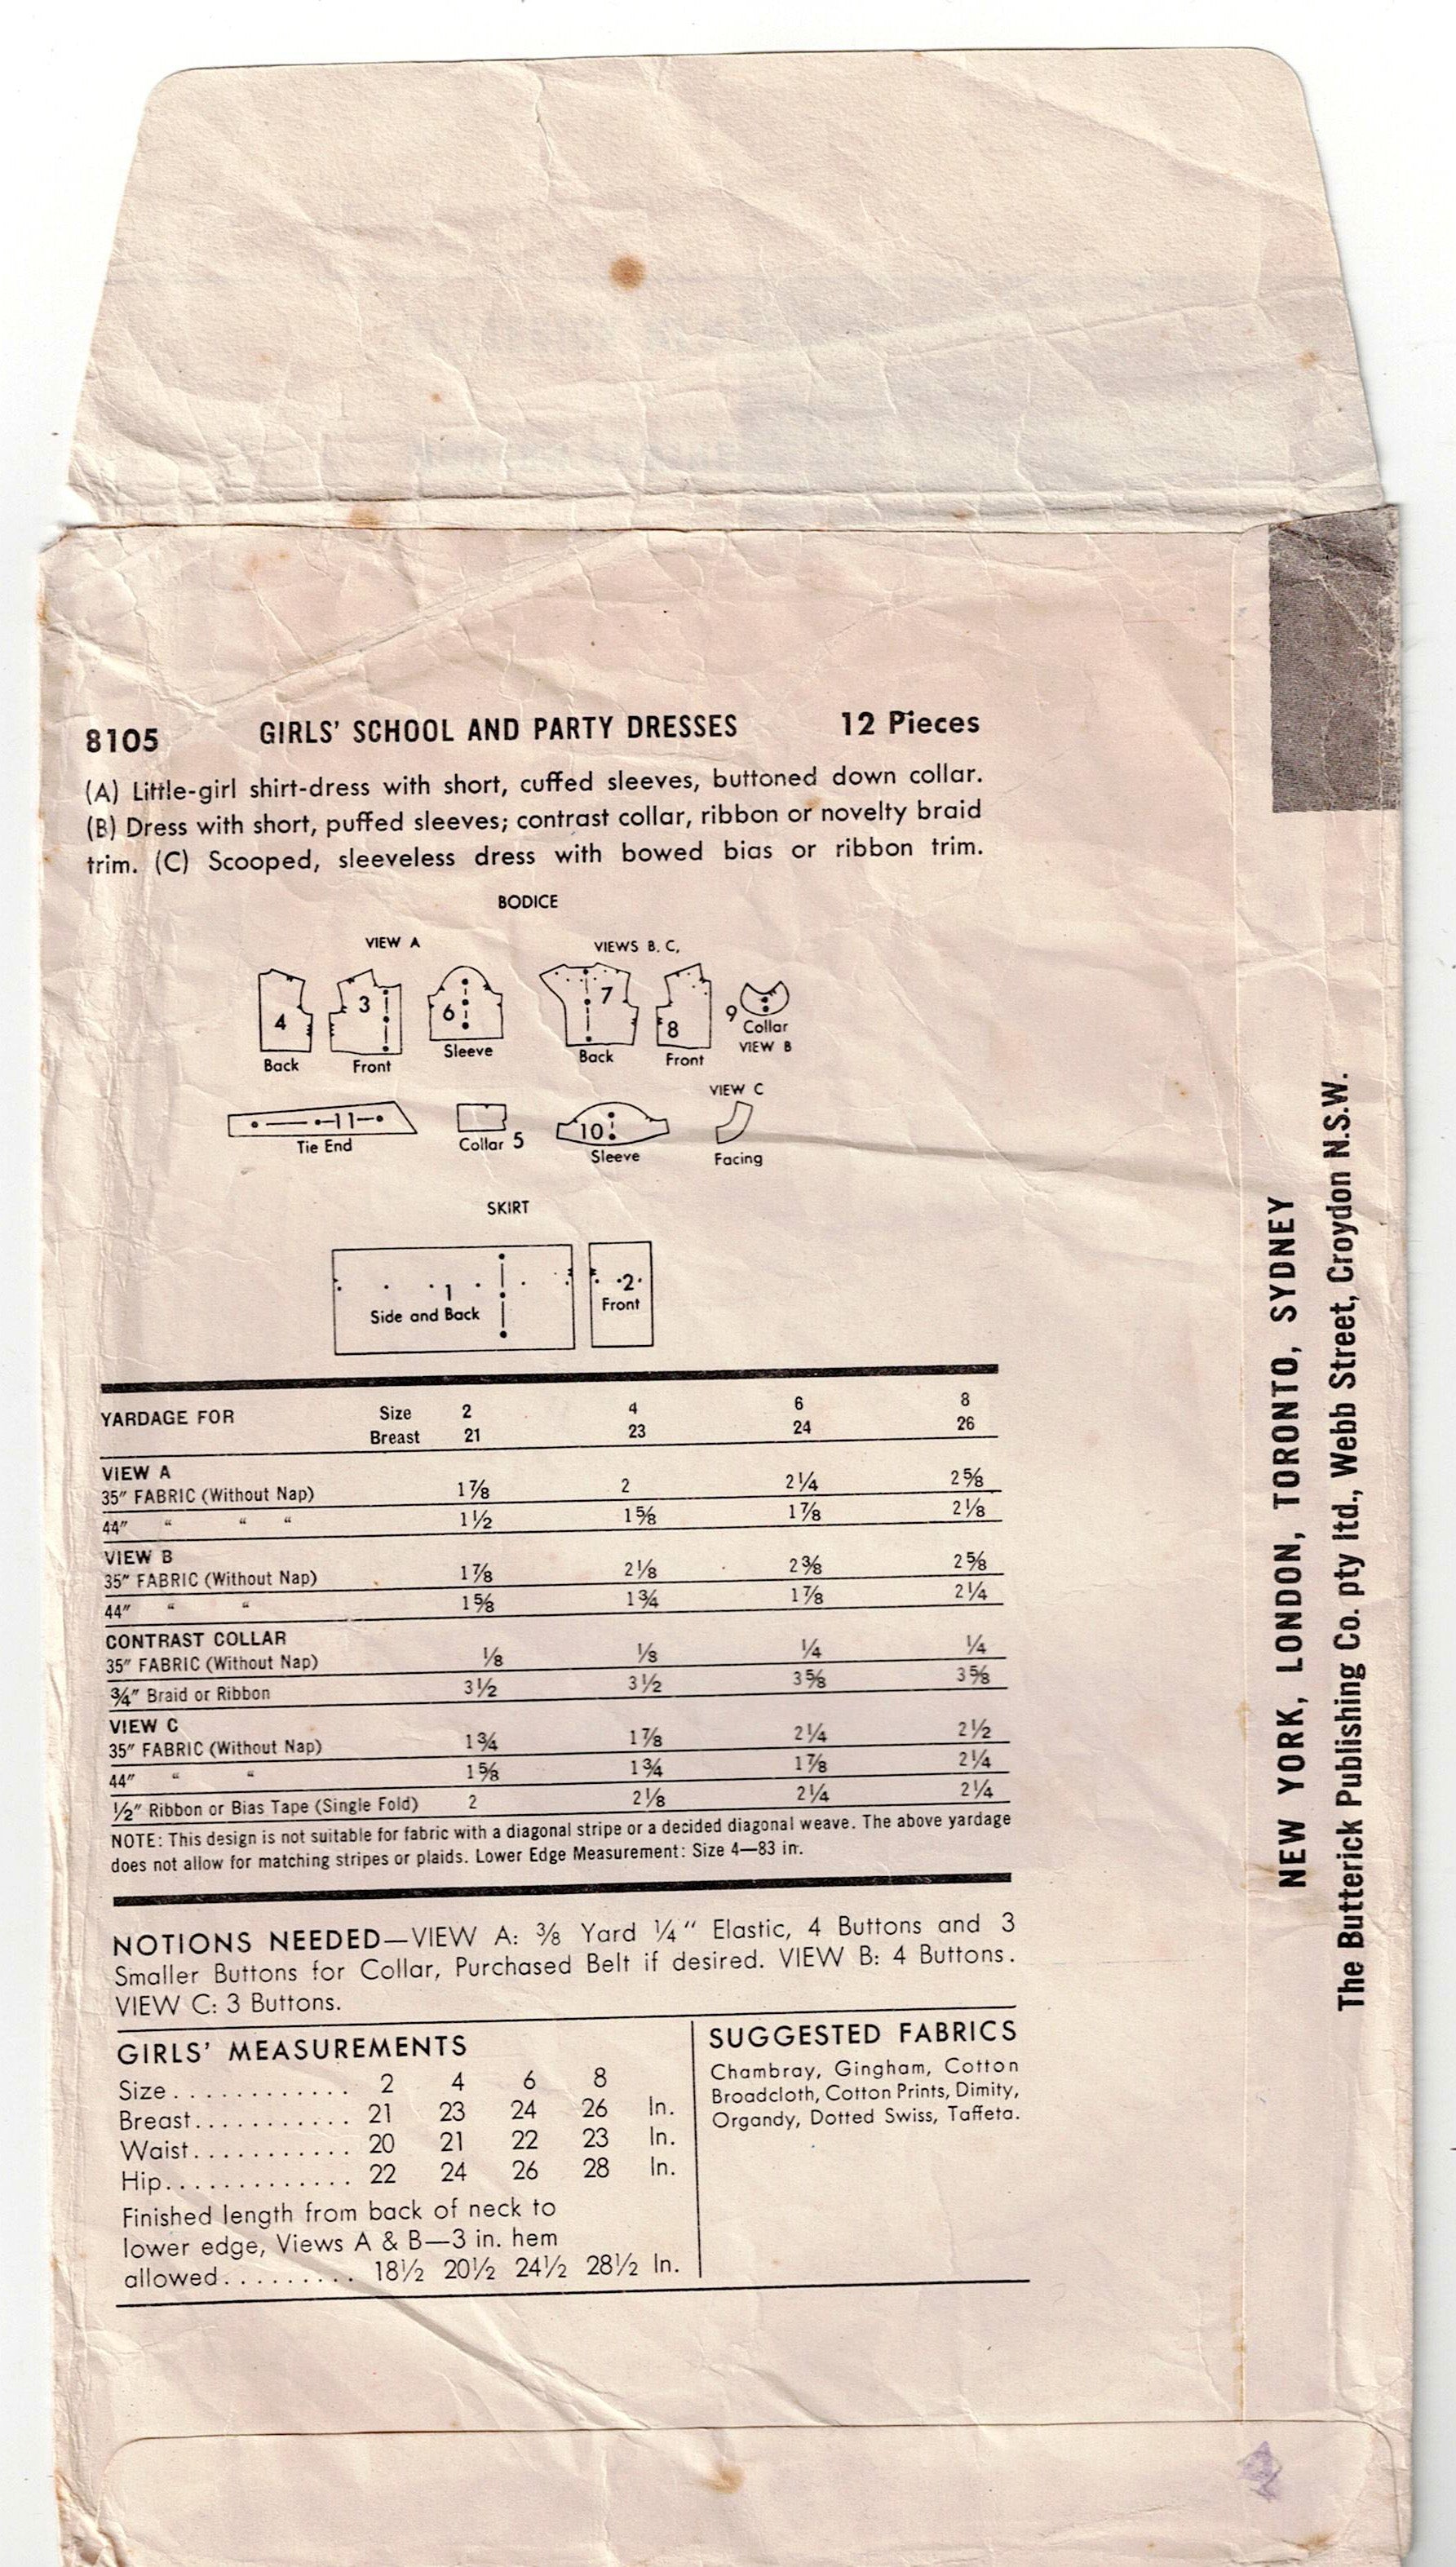 8105 GIRLS' SCHOOL AND PARTY DRESSES 12 Pieces
(A) Little-girl shirt-dress with short, cuffed sleeves, buttoned down collar.
(B) Dress with short, puffed sleeves; contrast collar, ribbon or novelty braid
trim. (C) Scooped, sleeveless dress with bowed bias or ribbon trim.
BODICE
VIEW A
VIEWS B, C,
4
3
6
7
8
9
Back
Front
Sleeve
Back
Front
Collar
VIEW B
11
Tie End
Collar 5
10
Sleeve
VIEW C
Facing
SKIRT
1
Side and Back
2
Front
YARDAGE FOR Size 2 4 6 8
Breast 21 23 24 26
VIEW A
35" FABRIC (Without Nap) 1⅞ 2 2¼ 2⅝
44" " " " 1½ 1⅝ 1⅞ 2⅛
VIEW B
35" FABRIC (Without Nap) 1⅞ 2⅛ 2⅜ 2⅝
44" " " 1⅝ 1¾ 1⅞ 2¼
CONTRAST COLLAR
35" FABRIC (Without Nap) ⅛ ⅛ ¼ ¼
¾" Braid or Ribbon 3½ 3½ 3⅝ 3⅝
VIEW C
35" FABRIC (Without Nap) 1¾ 1⅞ 2¼ 2½
44" " " 1⅝ 1¾ 1⅞ 2¼
½" Ribbon or Bias Tape (Single Fold) 2 2⅛ 2¼ 2¼
NOTE: This design is not suitable for fabric with a diagonal stripe or a decided diagonal weave. The above yardage
does not allow for matching stripes or plaids. Lower Edge Measurement: Size 4—83 in.
NOTIONS NEEDED—VIEW A: ⅜ Yard ¼" Elastic, 4 Buttons and 3
Smaller Buttons for Collar, Purchased Belt if desired. VIEW B: 4 Buttons.
VIEW C: 3 Buttons.
GIRLS' MEASUREMENTS
Size............ 2 4 6 8
Breast........... 21 23 24 26 In.
Waist............ 20 21 22 23 In.
Hip.............. 22 24 26 28 In.
Finished length from back of neck to
lower edge, Views A & B—3 in. hem
allowed......... 18½ 20½ 24½ 28½ In.
SUGGESTED FABRICS
Chambray, Gingham, Cotton
Broadcloth, Cotton Prints, Dimity,
Organdy, Dotted Swiss, Taffeta.
NEW YORK, LONDON, TORONTO, SYDNEY
The Butterick Publishing Co. pty ltd., Webb Street, Croydon N.S.W.